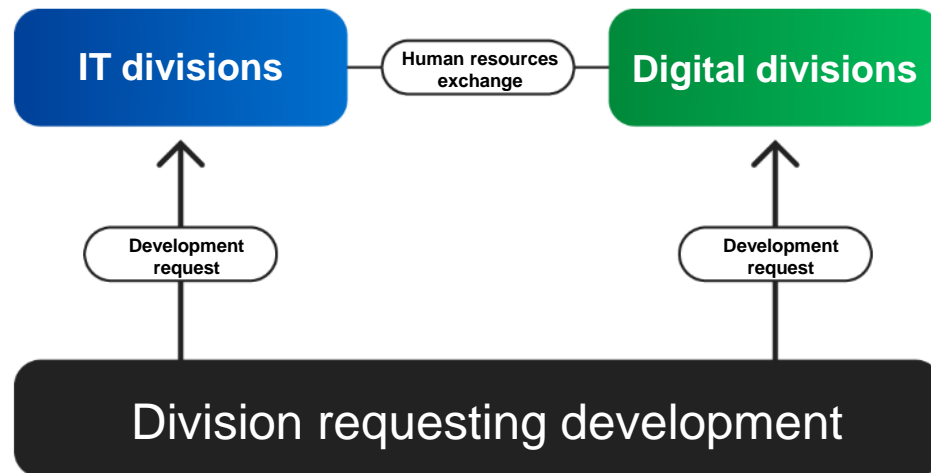 IT divisions
Human resources
exchange
Digital divisions
Development
request
Development
request
Division requesting development